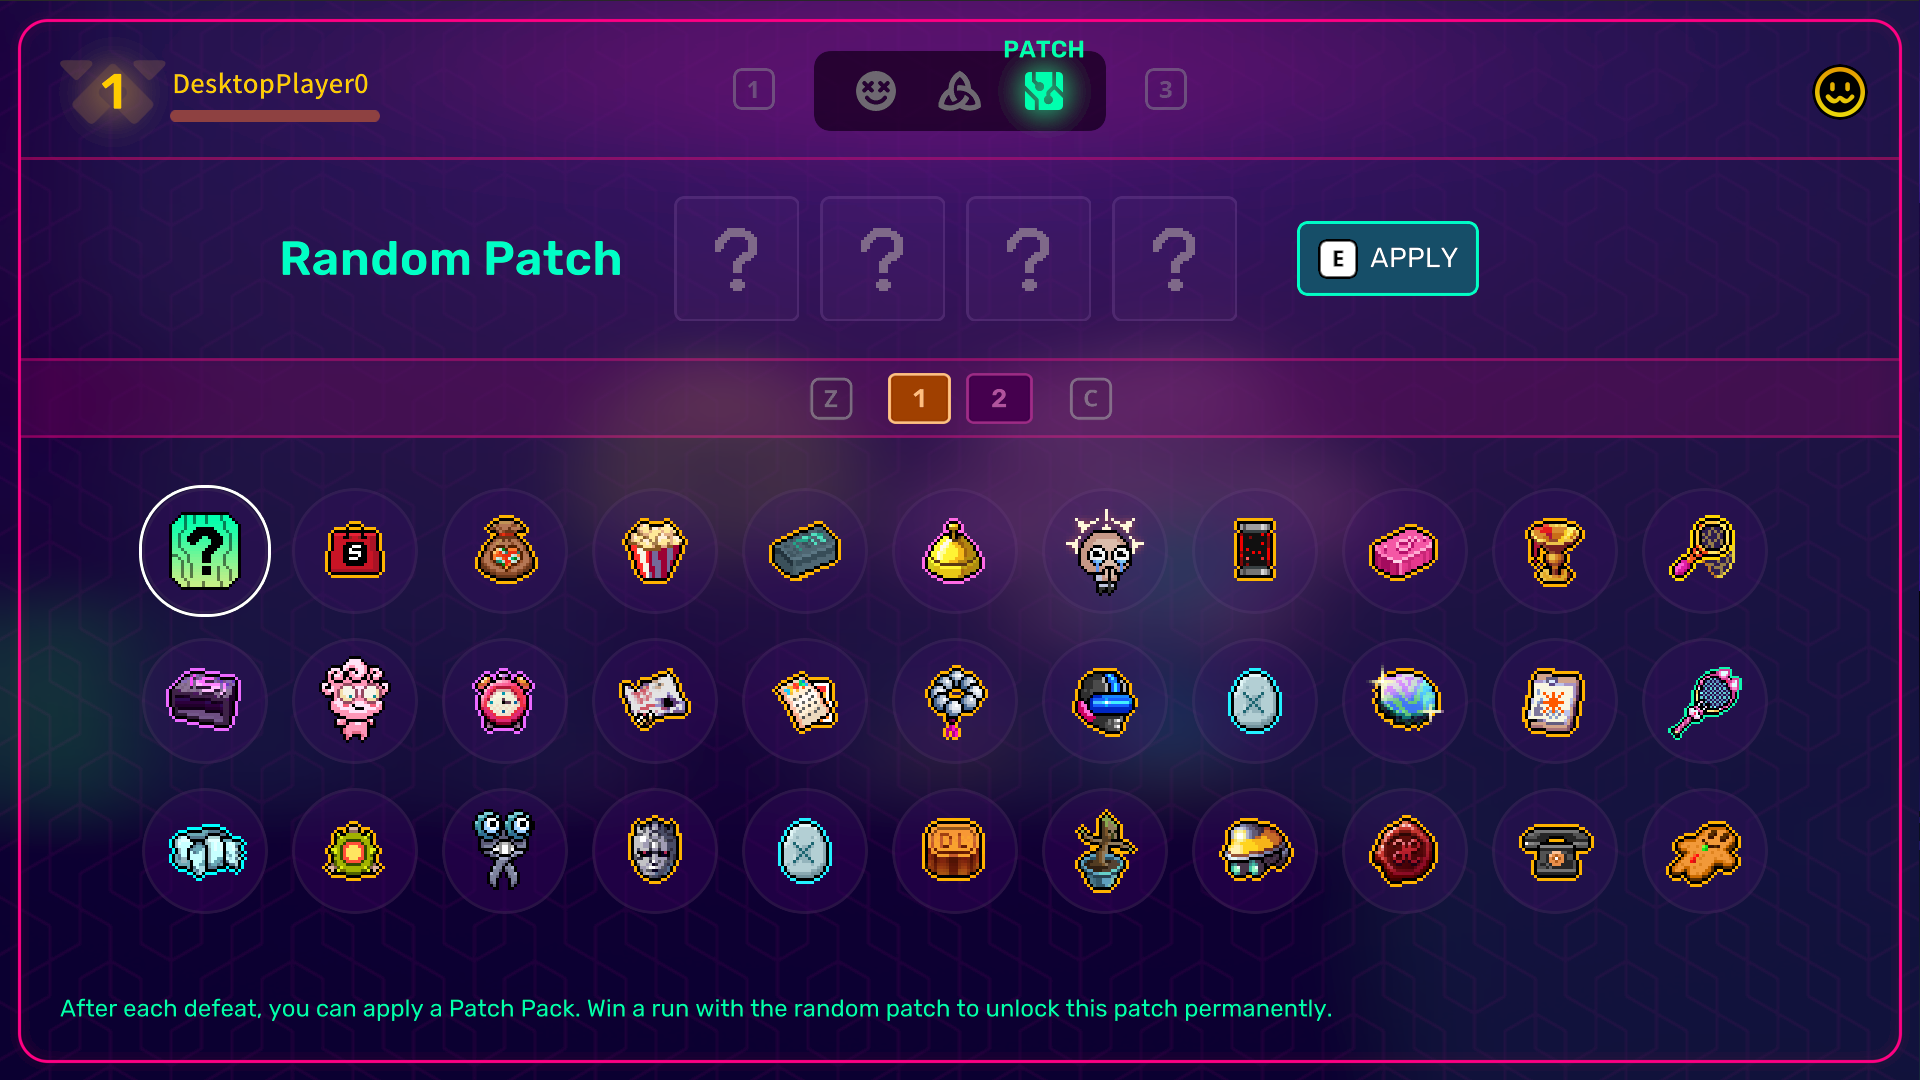 PATCH
1 DesktopPlayer0
1 3
Random Patch ? ? ? ? E APPLY
Z 1 2 C
? S
X
X DL
After each defeat, you can apply a Patch Pack. Win a run with the random patch to unlock this patch permanently.